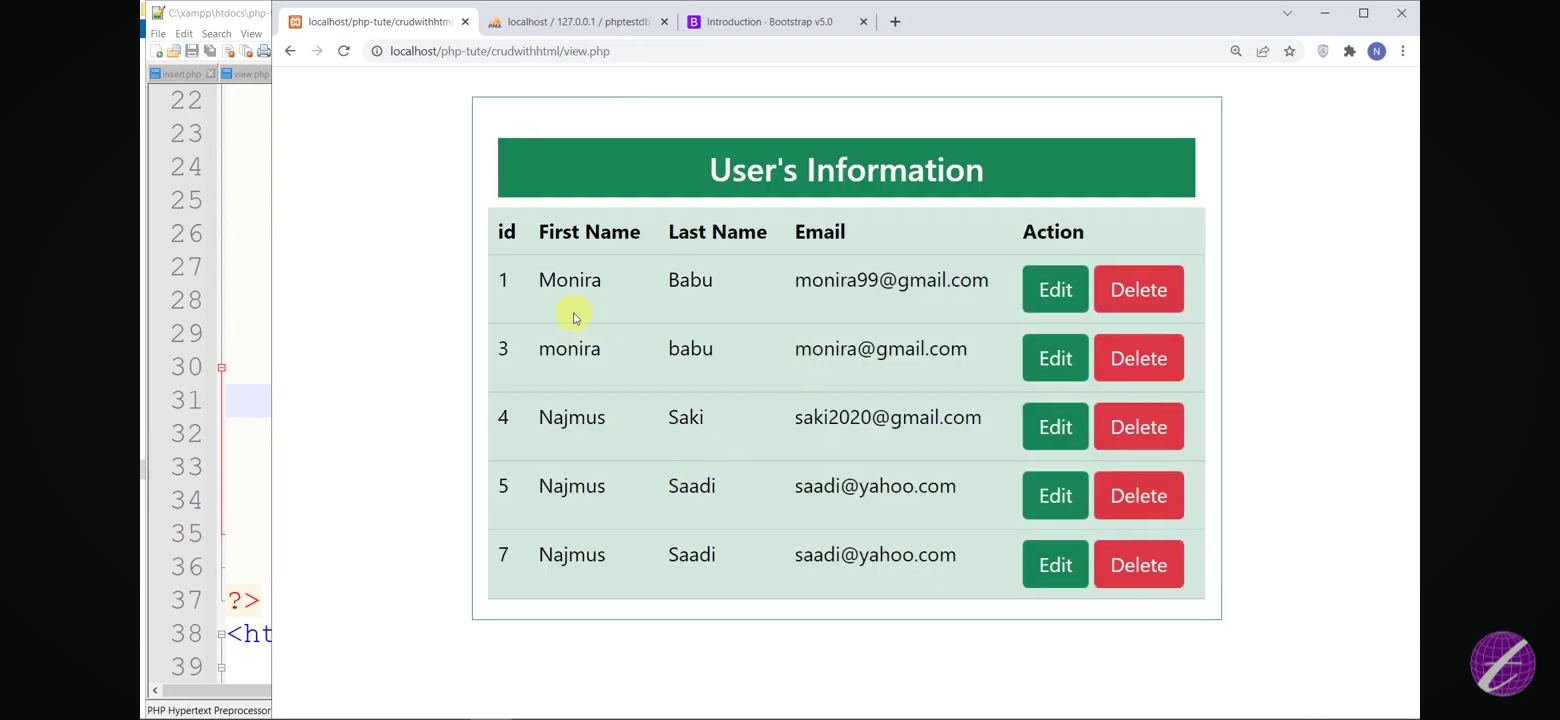 C:\xampp\htdocs\php-
File Edit Search View
insert.php view.php
localhost/php-tute/crudwithhtml localhost / 127.0.0.1 / phptestdb Introduction · Bootstrap v5.0
localhost/php-tute/crudwithhtml/view.php
N
22
23
24
25
26
27
28
29
30
31
32
33
34
35
36
37 ?>
38 <ht
39
PHP Hypertext Preprocessor
User's Information
id First Name Last Name Email Action
1 Monira Babu monira99@gmail.com Edit Delete
3 monira babu monira@gmail.com Edit Delete
4 Najmus Saki saki2020@gmail.com Edit Delete
5 Najmus Saadi saadi@yahoo.com Edit Delete
7 Najmus Saadi saadi@yahoo.com Edit Delete
t